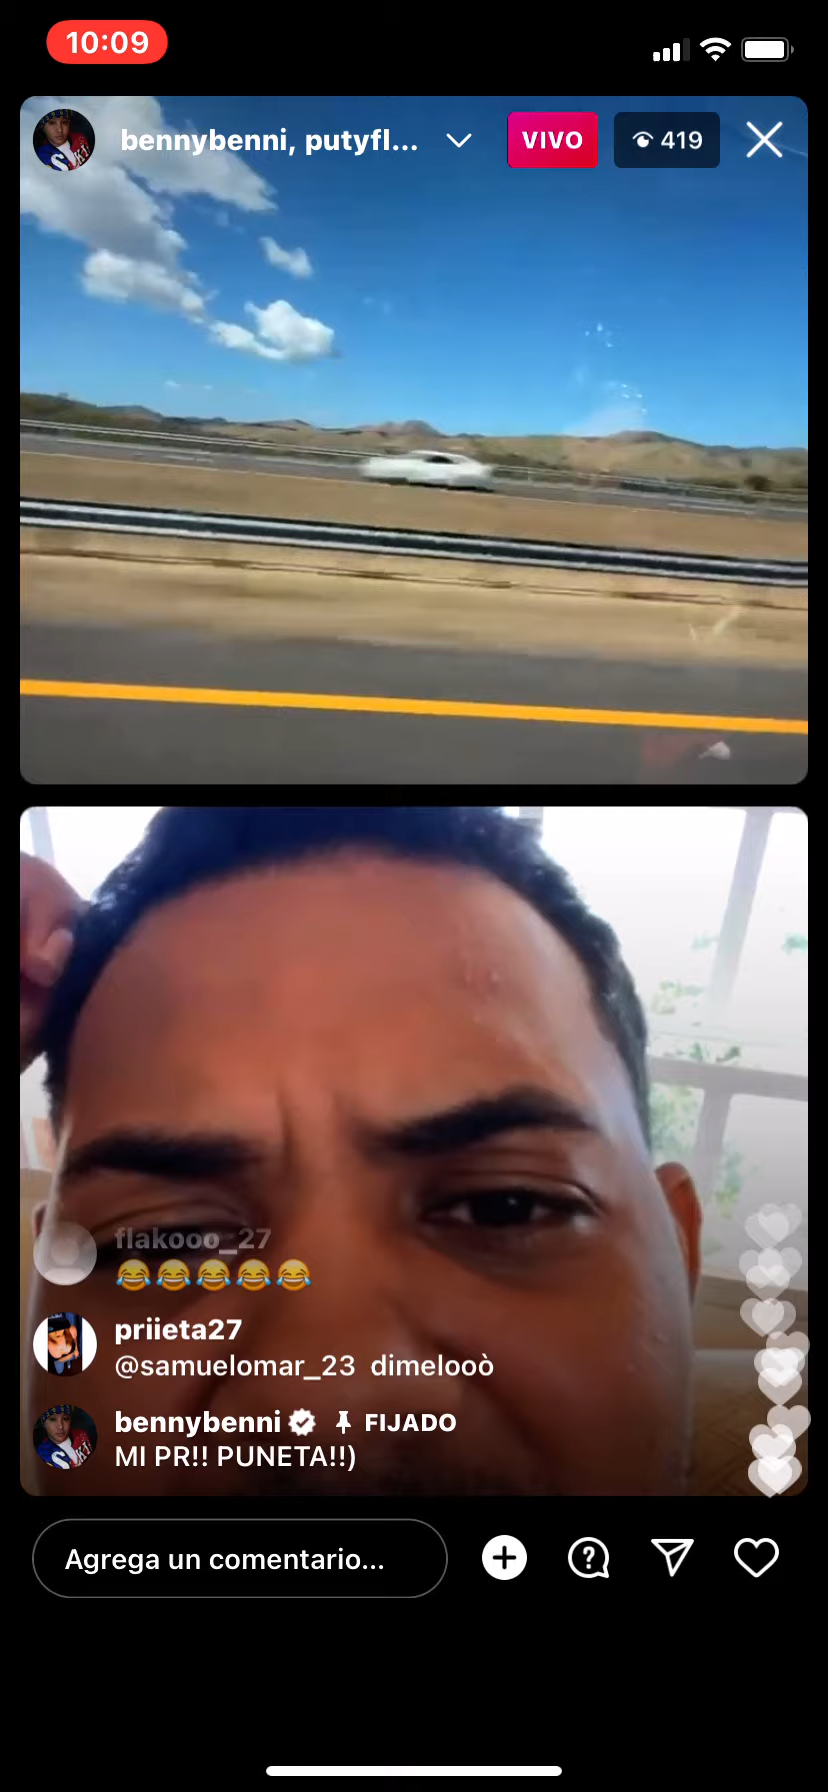 10:09
bennybenni, putyfl...
VIVO
419
flakooo_27
😂😂😂😂😂
priieta27
@samuelomar_23 dimelooò
bennybenni FIJADO
MI PR!! PUNETA!!)
Agrega un comentario...